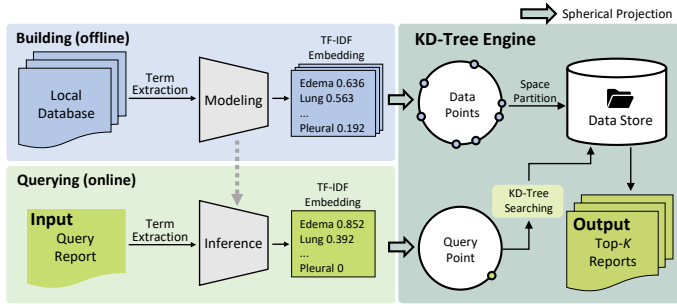 Spherical Projection
Building (offline)
Local
Database
Term
Extraction
Modeling
TF-IDF
Embedding
Edema 0.636
Lung 0.563
...
Pleural 0.192
KD-Tree Engine
Data
Points
Space
Partition
Data Store
Querying (online)
Input
Query
Report
Term
Extraction
Inference
TF-IDF
Embedding
Edema 0.852
Lung 0.392
...
Pleural 0
Query
Point
KD-Tree
Searching
Output
Top-K
Reports